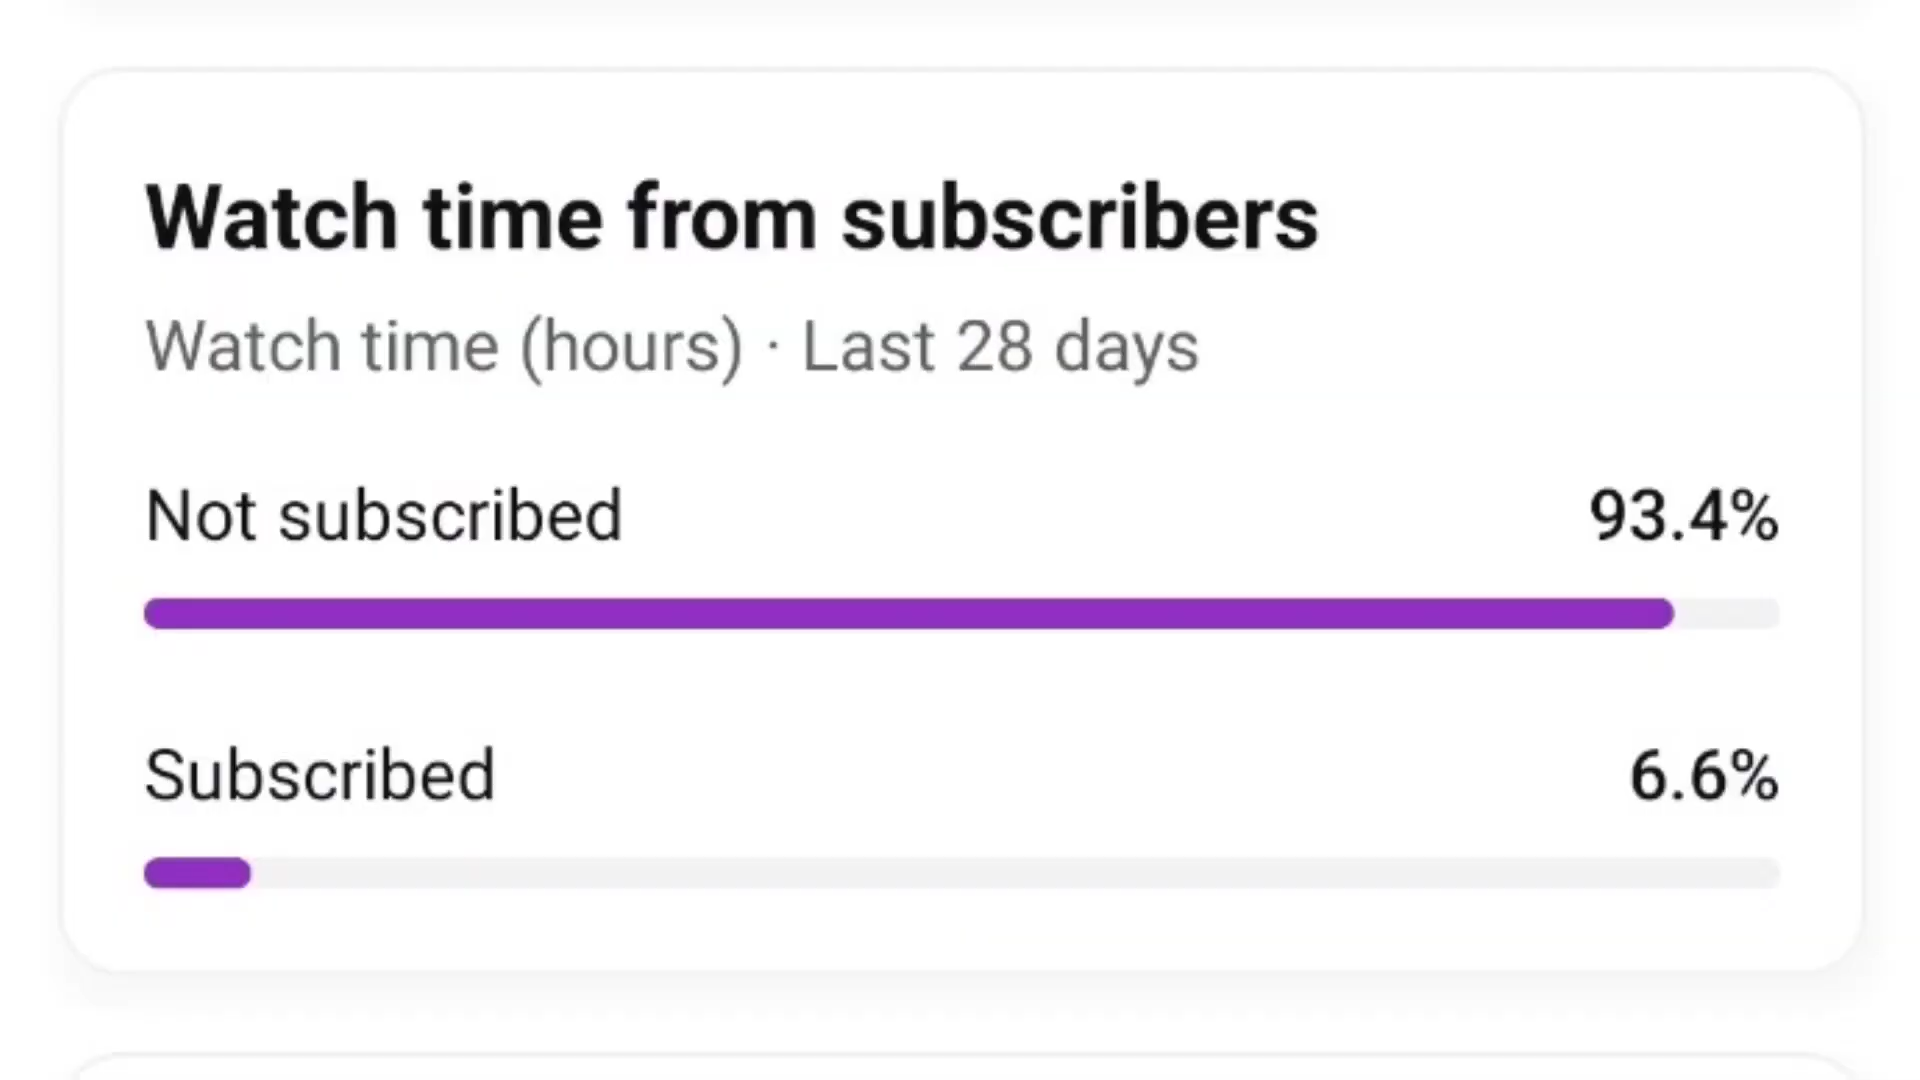 Watch time from subscribers
Watch time (hours) · Last 28 days
Not subscribed 93.4%
Subscribed 6.6%